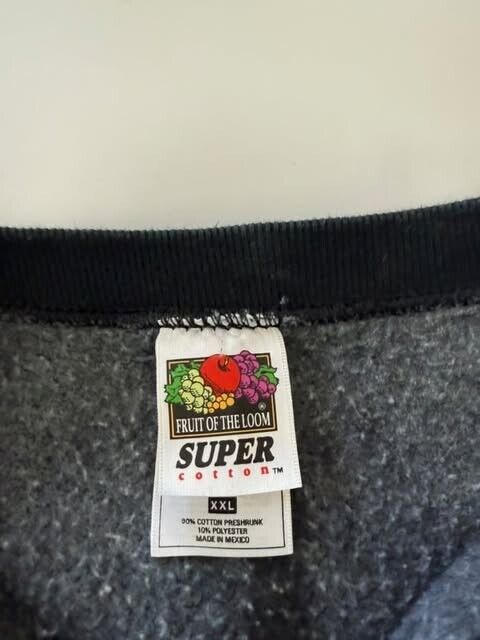 FRUIT OF THE LOOM ®
SUPER
cotton™
XXL
90% COTTON PRESHRUNK
10% POLYESTER
MADE IN MEXICO